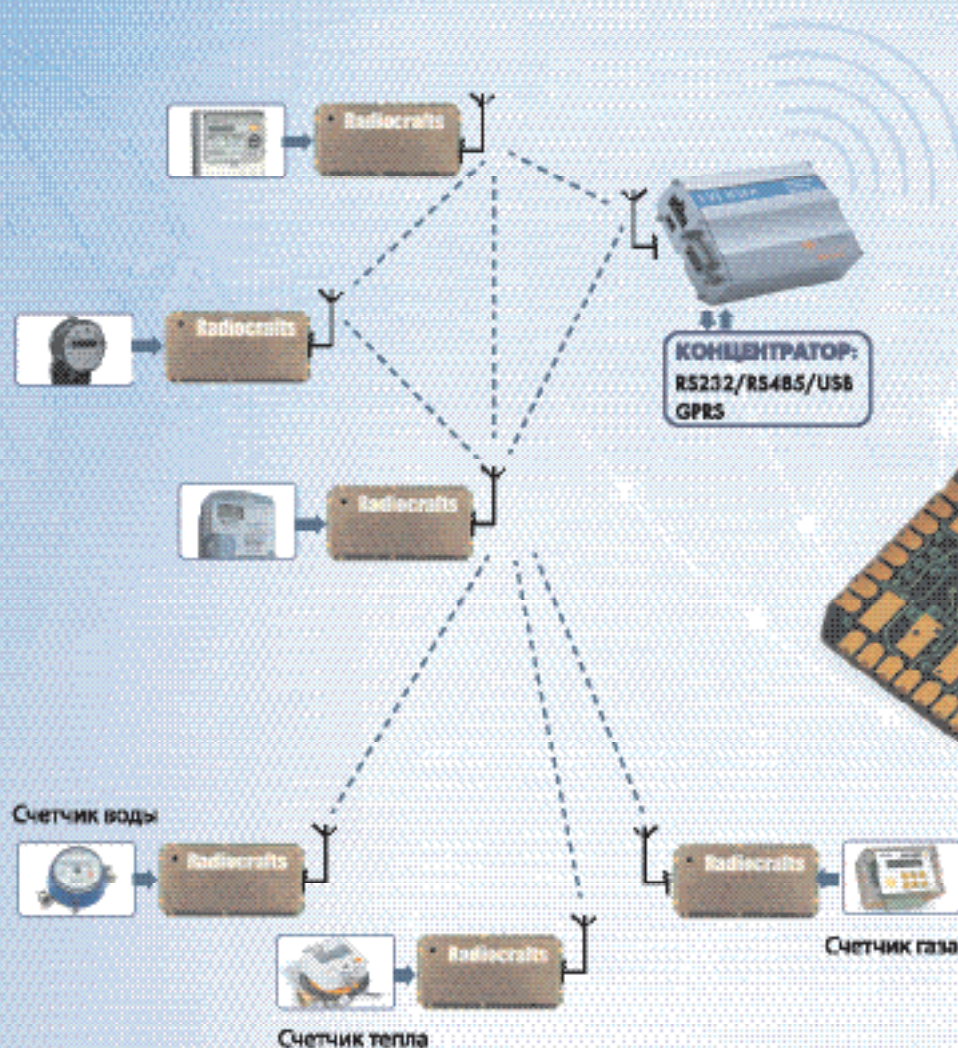 Radiocrafts
Radiocrafts
КОНЦЕНТРАТОР:
RS232/RS485/USB
GPRS
Radiocrafts
Счетчик воды
Radiocrafts
Radiocrafts
Счетчик газа
Radiocrafts
Счетчик тепла